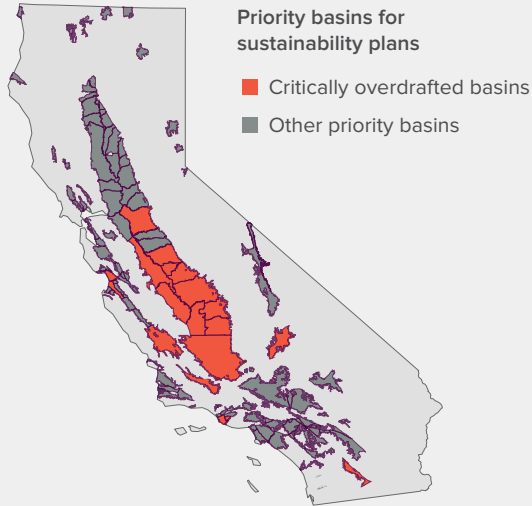 Priority basins for
sustainability plans
Critically overdrafted basins
Other priority basins